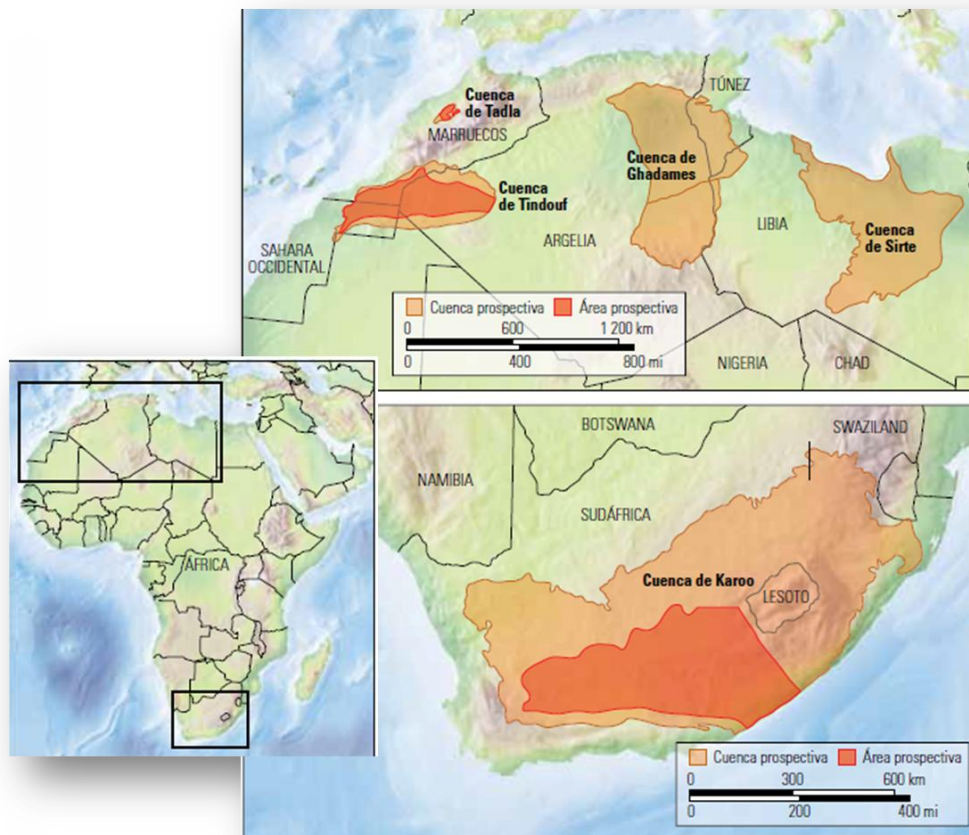 TÚNEZ
Cuenca
de Tadla
MARRUECOS
Cuenca de
Ghadames
Cuenca
de Tindouf
LIBIA
Cuenca
de Sirte
ARGELIA
SAHARA
OCCIDENTAL
Cuenca prospectiva Área prospectiva
0 600 1 200 km
0 400 800 mi
NIGERIA
CHAD
ÁFRICA
BOTSWANA
SWAZILAND
NAMIBIA
SUDÁFRICA
Cuenca de Karoo
LESOTO
Cuenca prospectiva Área prospectiva
0 300 600 km
0 200 400 mi